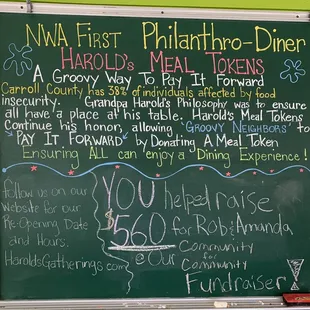 NWA First Philanthro-Diner
HAROLD'S MEAL TOKENS
A Groovy Way To Pay It Forward
Carroll County has 38% of individuals affected by food
insecurity. Grandpa Harold's Philosophy was to ensure
all have a place at his table. Harold's Meal Tokens
Continue his honor, allowing "GROOVY NEIGHBORS" to
"PAY IT FORWARD" by Donating A Meal Token
Ensuring ALL can enjoy a Dining Experience!
Follow us on our
Website for our
Re-Opening Date
and Hours.
HaroldsGatherings.com
YOU helped raise
$560 for Rob & Amanda
@ Our Community
for
Community
Fundraiser